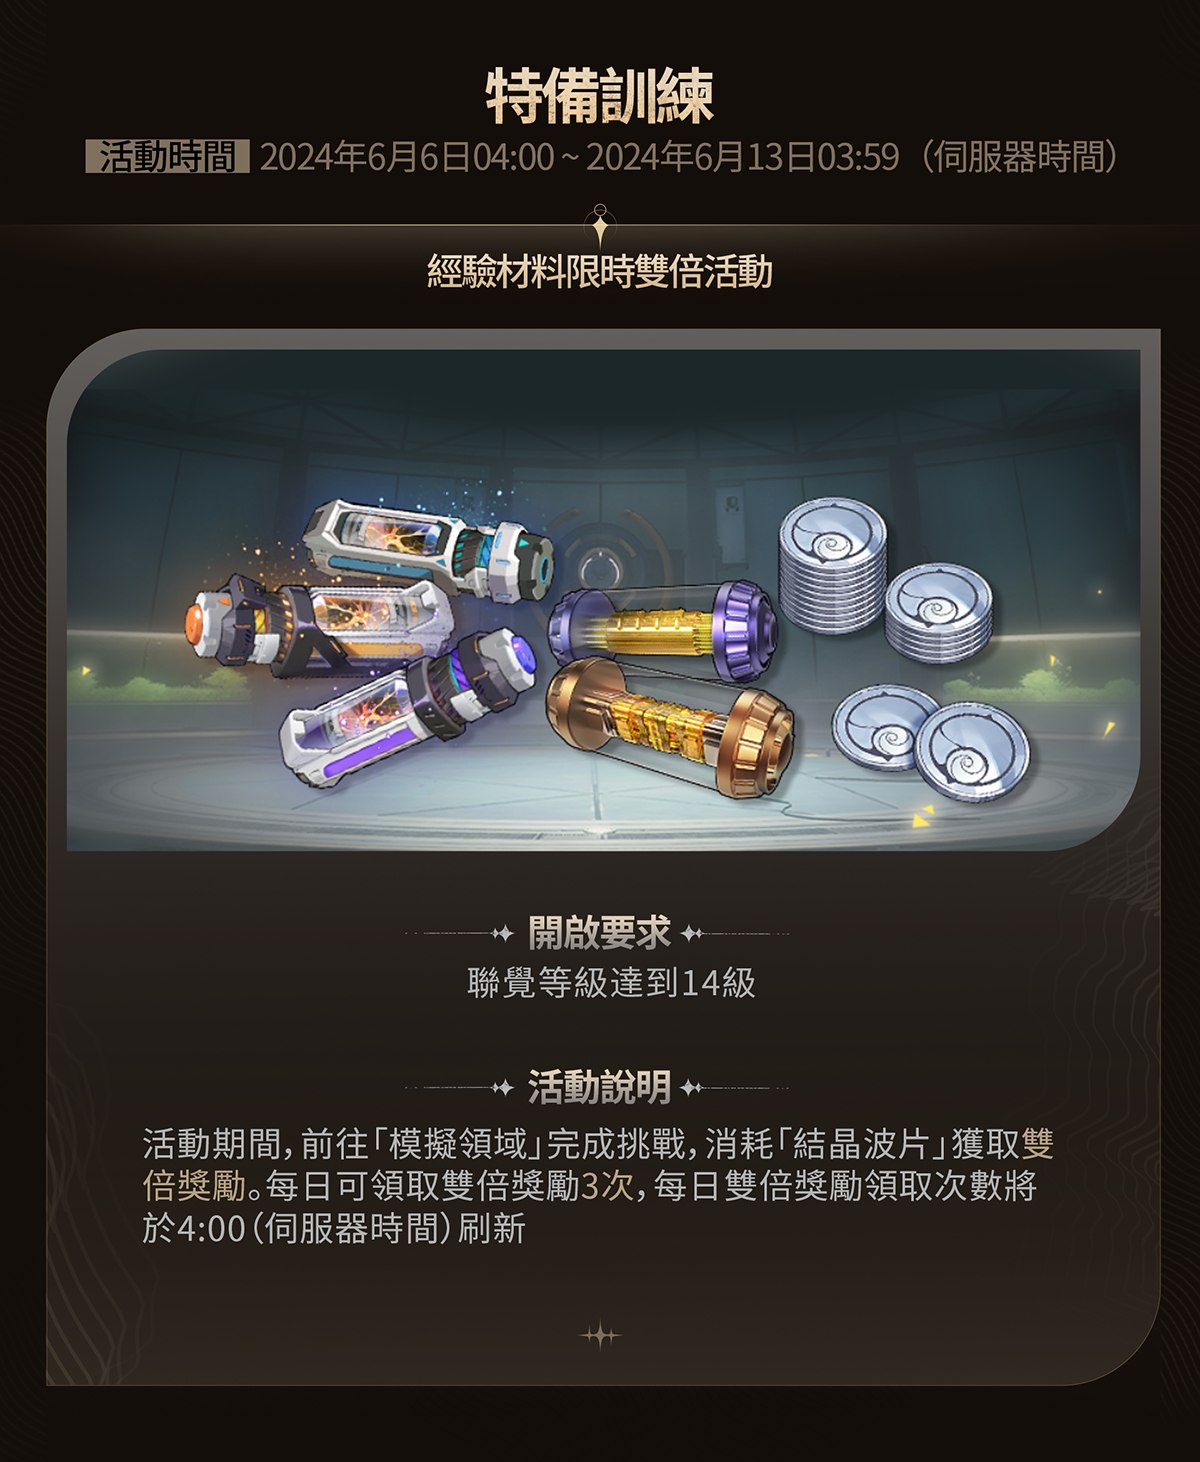 特備訓練
活動時間 2024年6月6日04:00 ~ 2024年6月13日03:59（伺服器時間）
經驗材料限時雙倍活動
開啟要求
聯覺等級達到14級
活動說明
活動期間，前往「模擬領域」完成挑戰，消耗「結晶波片」獲取雙
倍獎勵。每日可領取雙倍獎勵3次，每日雙倍獎勵領取次數將
於4:00（伺服器時間）刷新